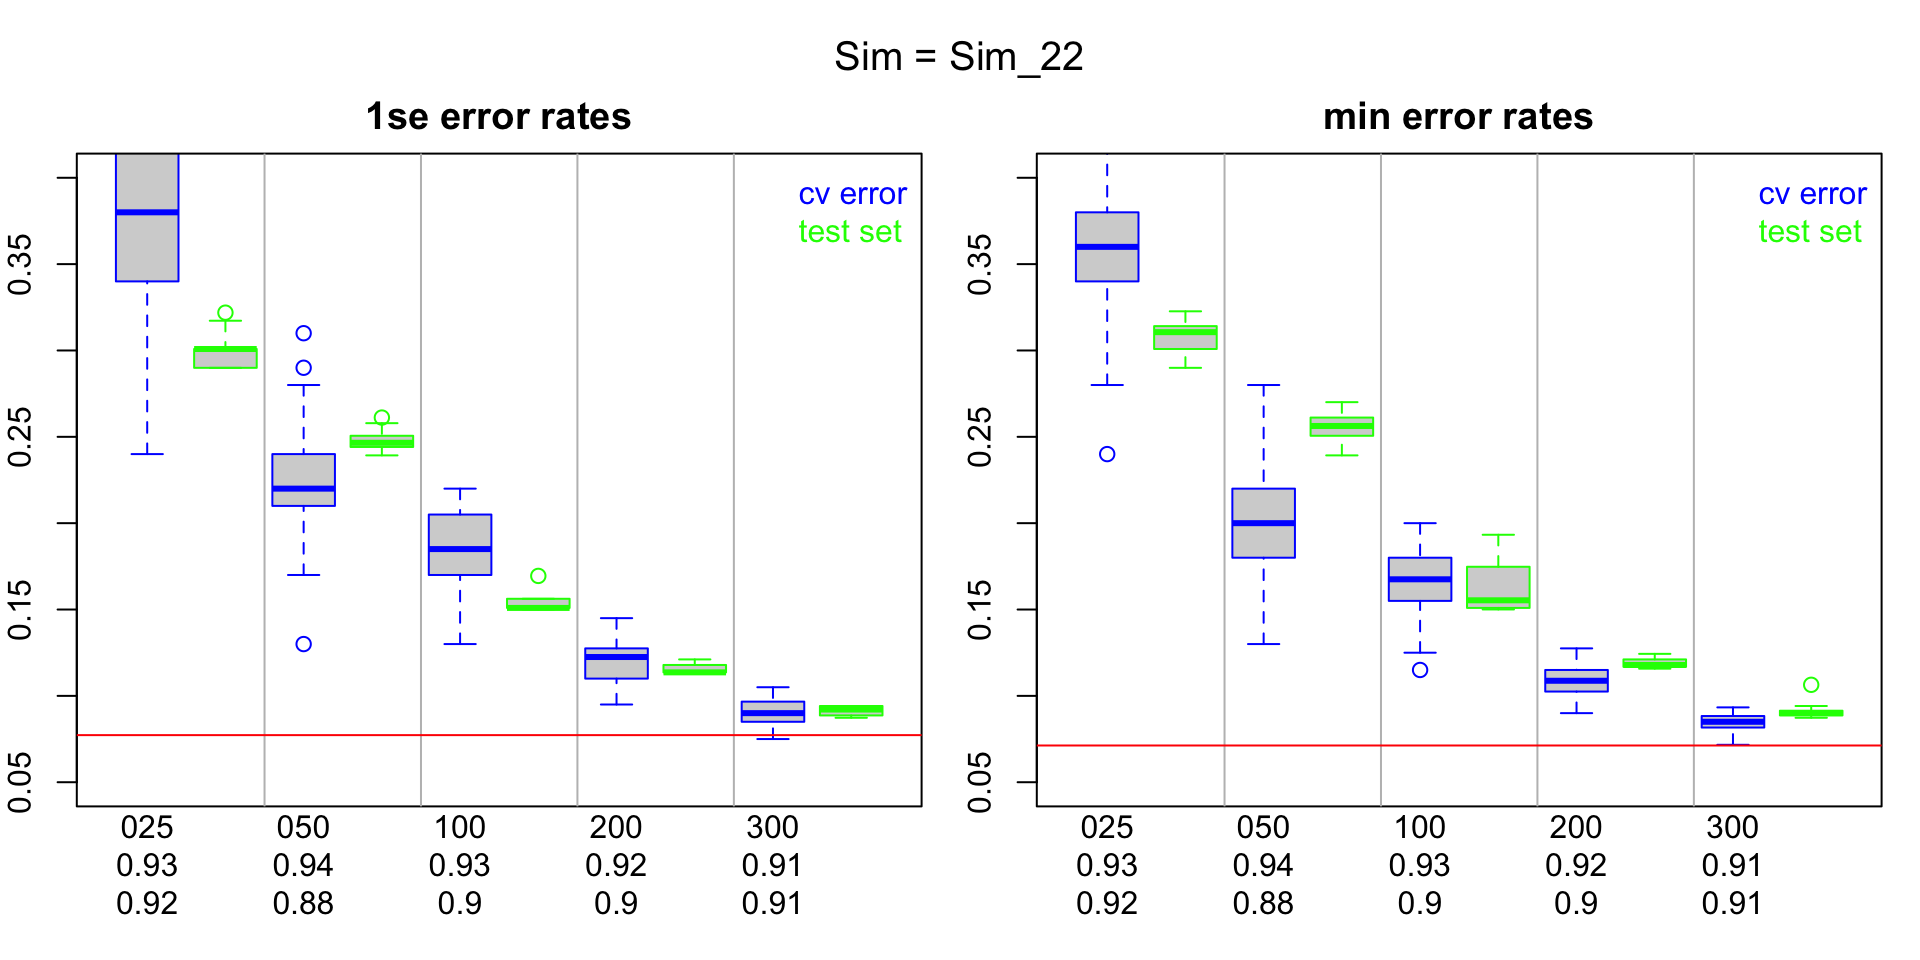 Sim = Sim_22
1se error rates
cv error
test set
0.35
0.25
0.15
0.05
025 050 100 200 300
0.93 0.94 0.93 0.92 0.91
0.92 0.88 0.9 0.9 0.91
min error rates
cv error
test set
0.35
0.25
0.15
0.05
025 050 100 200 300
0.93 0.94 0.93 0.92 0.91
0.92 0.88 0.9 0.9 0.91